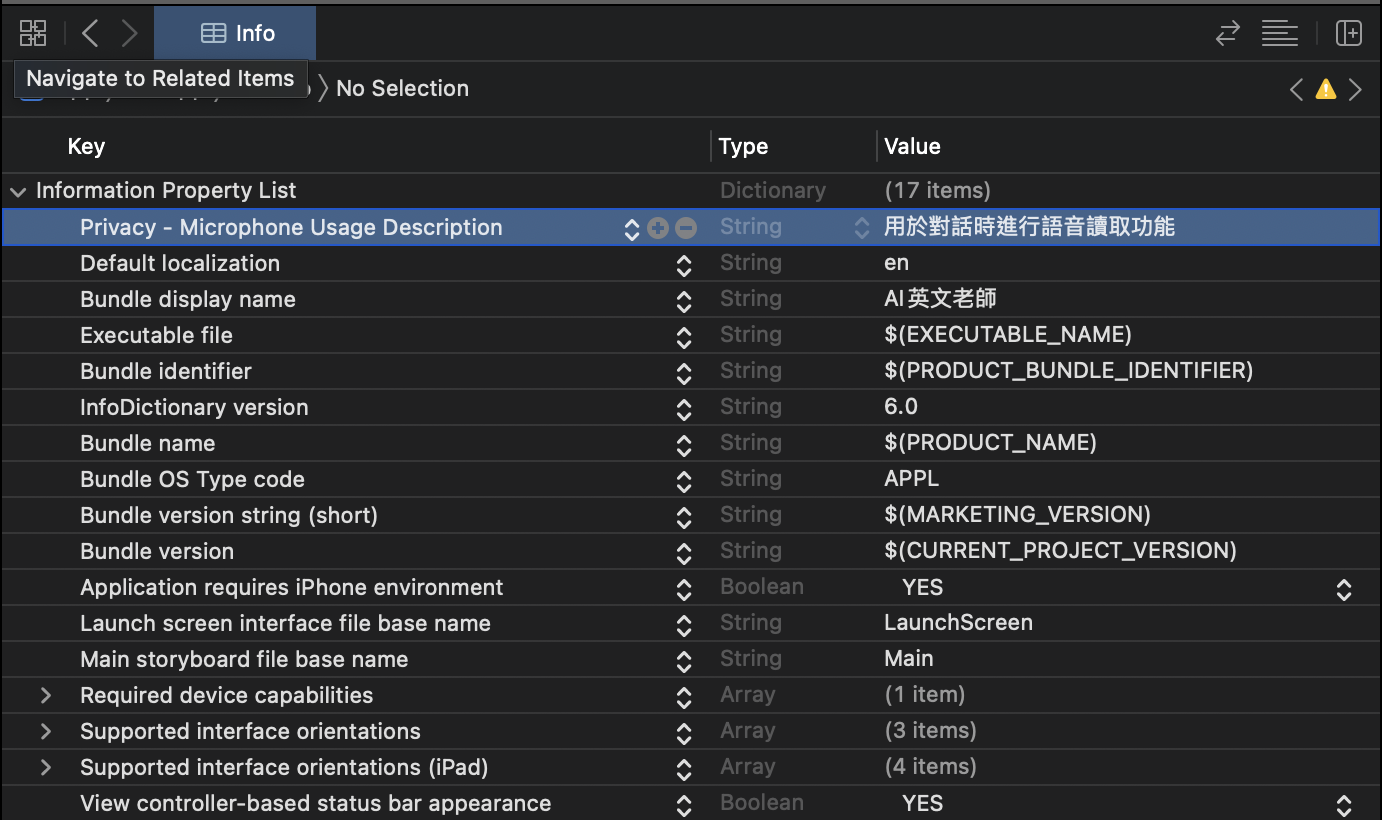 Info
Navigate to Related Items
No Selection
Key Type Value
Information Property List Dictionary (17 items)
Privacy - Microphone Usage Description String 用於對話時進行語音讀取功能
Default localization String en
Bundle display name String AI英文老師
Executable file String $(EXECUTABLE_NAME)
Bundle identifier String $(PRODUCT_BUNDLE_IDENTIFIER)
InfoDictionary version String 6.0
Bundle name String $(PRODUCT_NAME)
Bundle OS Type code String APPL
Bundle version string (short) String $(MARKETING_VERSION)
Bundle version String $(CURRENT_PROJECT_VERSION)
Application requires iPhone environment Boolean YES
Launch screen interface file base name String LaunchScreen
Main storyboard file base name String Main
Required device capabilities Array (1 item)
Supported interface orientations Array (3 items)
Supported interface orientations (iPad) Array (4 items)
View controller-based status bar appearance Boolean YES